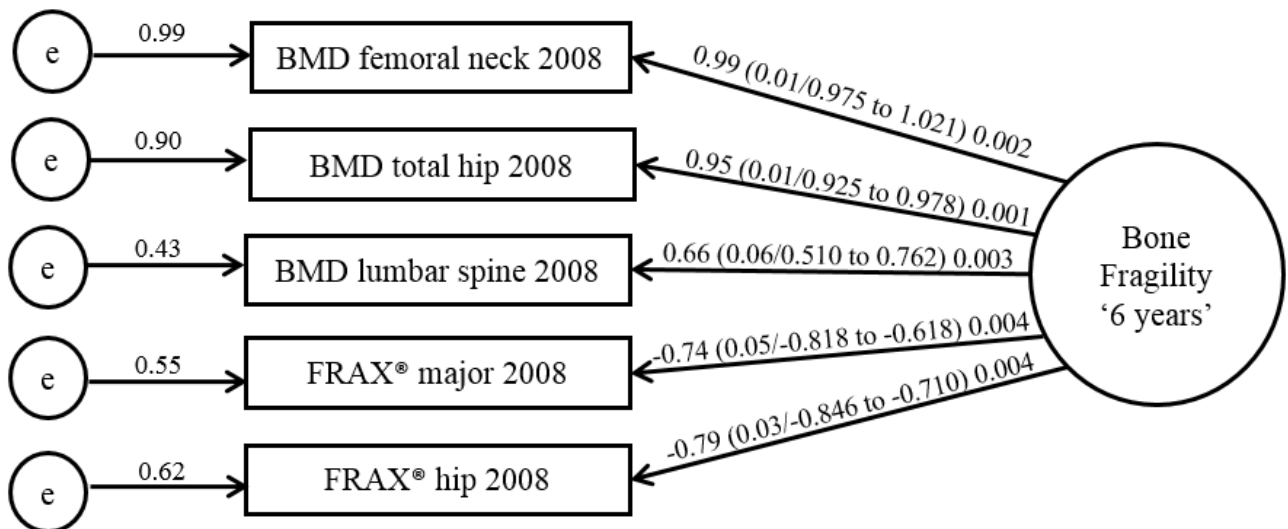 e 0.99 BMD femoral neck 2008 0.99 (0.01/0.975 to 1.021) 0.002
e 0.90 BMD total hip 2008 0.95 (0.01/0.925 to 0.978) 0.001
e 0.43 BMD lumbar spine 2008 0.66 (0.06/0.510 to 0.762) 0.003
e 0.55 FRAX® major 2008 -0.74 (0.05/-0.818 to -0.618) 0.004
e 0.62 FRAX® hip 2008 -0.79 (0.03/-0.846 to -0.710) 0.004
Bone
Fragility
‘6 years’